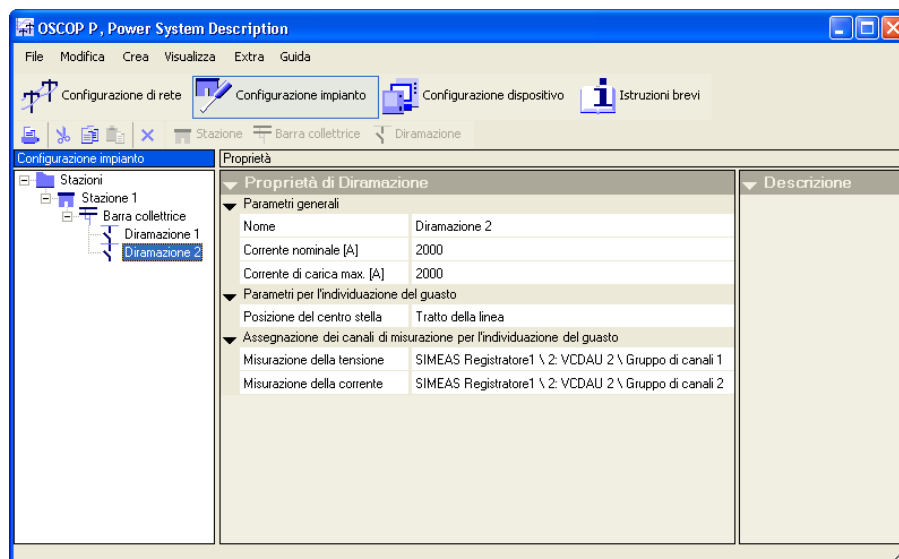 OSCOP P, Power System Description
File Modifica Crea Visualizza Extra Guida
Configurazione di rete Configurazione impianto Configurazione dispositivo Istruzioni brevi
Stazione Barra collettrice Diramazione
Configurazione impianto
Stazioni
Stazione 1
Barra collettrice
Diramazione 1
Diramazione 2
Proprietà
Proprietà di Diramazione
Parametri generali
Nome Diramazione 2
Corrente nominale [A] 2000
Corrente di carica max. [A] 2000
Parametri per l'individuazione del guasto
Posizione del centro stella Tratto della linea
Assegnazione dei canali di misurazione per l'individuazione del guasto
Misurazione della tensione SIMEAS Registratore1 \ 2: VCDAU 2 \ Gruppo di canali 1
Misurazione della corrente SIMEAS Registratore1 \ 2: VCDAU 2 \ Gruppo di canali 2
Descrizione